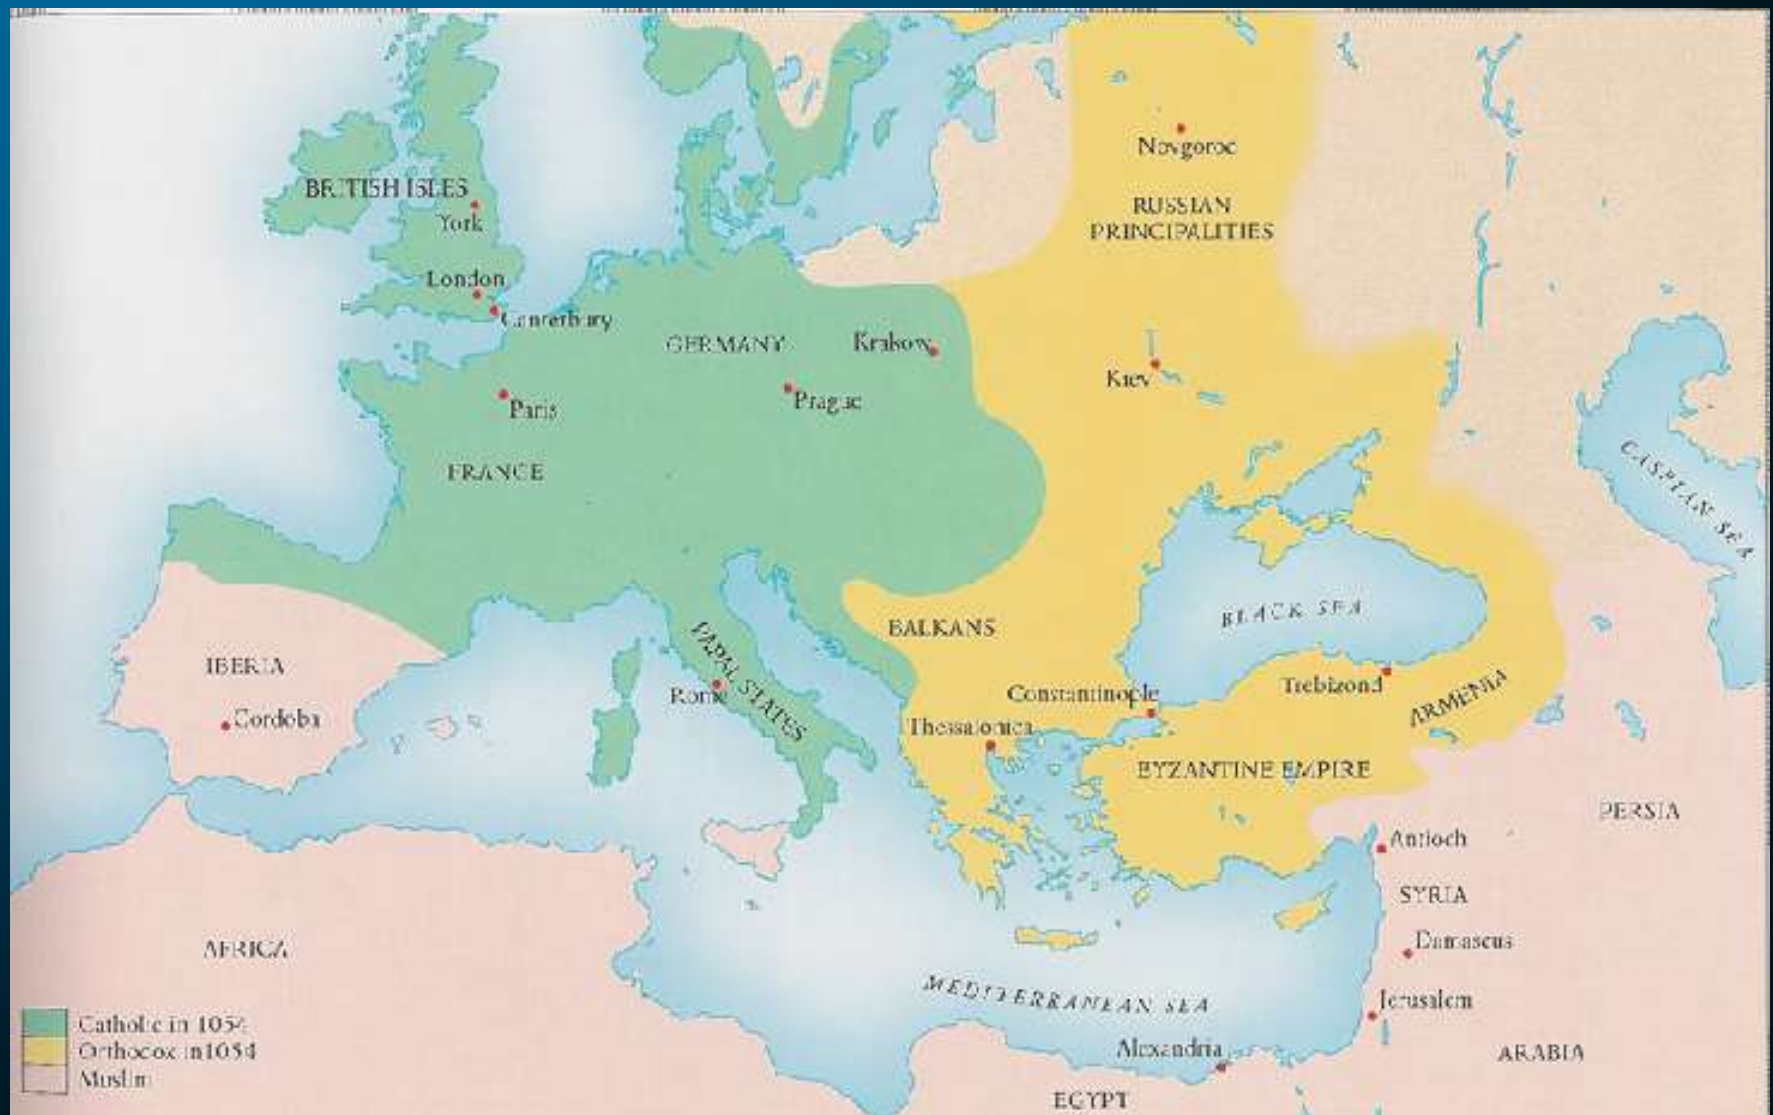 Novgorod
BRITISH ISLES
York
RUSSIAN
PRINCIPALITIES
London
Canterbury
GERMANY
Krakow
Kiev
Prague
Paris
FRANCE
CASPIAN SEA
BLACK SEA
BALKANS
IBERIA
PAPAL STATES
Rome
Cordoba
Constantinople
Trebizond
ARMENIA
Thessalonica
BYZANTINE EMPIRE
PERSIA
Antioch
SYRIA
AFRICA
Damascus
MEDITERRANEAN SEA
Jerusalem
Alexandria
ARABIA
EGYPT
Catholic in 1054
Orthodox in 1054
Muslim